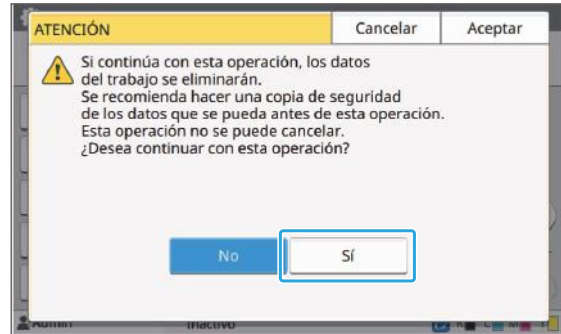 ATENCIÓN
Cancelar
Aceptar
Si continúa con esta operación, los datos
del trabajo se eliminarán.
Se recomienda hacer una copia de seguridad
de los datos que se pueda antes de esta operación.
Esta operación no se puede cancelar.
¿Desea continuar con esta operación?
No
Sí
Admin
Inactivo
K C M Y